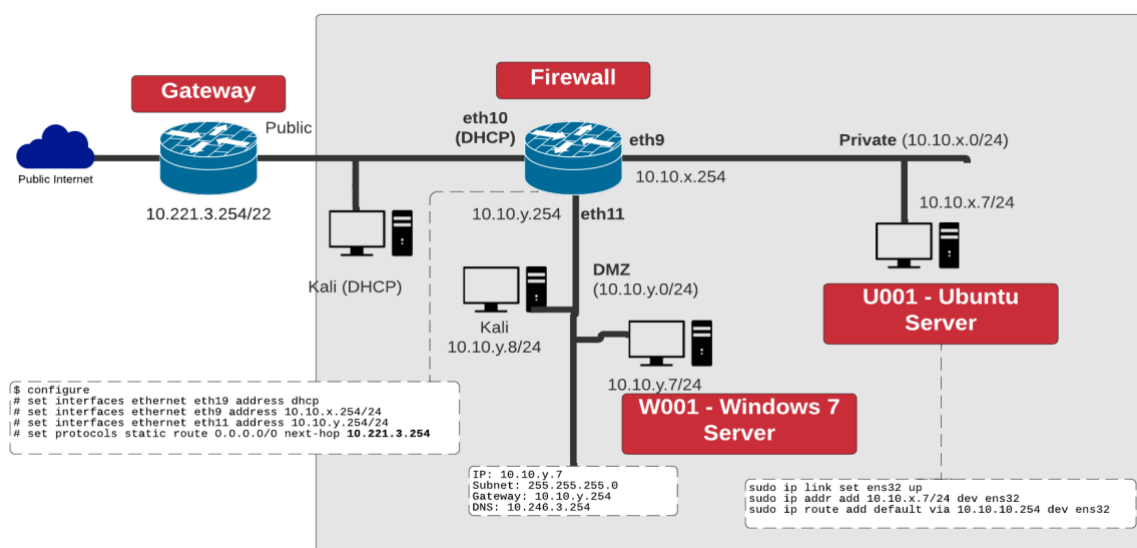 Gateway
Firewall
Public
eth10
(DHCP)
eth9
Private (10.10.x.0/24)
Public Internet
10.10.x.254
10.221.3.254/22
10.10.y.254
eth11
10.10.x.7/24
Kali (DHCP)
DMZ
(10.10.y.0/24)
Kali
10.10.y.8/24
U001 - Ubuntu
Server
10.10.y.7/24
W001 - Windows 7
Server
$ configure
# set interfaces ethernet eth19 address dhcp
# set interfaces ethernet eth9 address 10.10.x.254/24
# set interfaces ethernet eth11 address 10.10.y.254/24
# set protocols static route 0.0.0.0/0 next-hop 10.221.3.254
IP: 10.10.y.7
Subnet: 255.255.255.0
Gateway: 10.10.y.254
DNS: 10.246.3.254
sudo ip link set ens32 up
sudo ip addr add 10.10.x.7/24 dev ens32
sudo ip route add default via 10.10.10.254 dev ens32